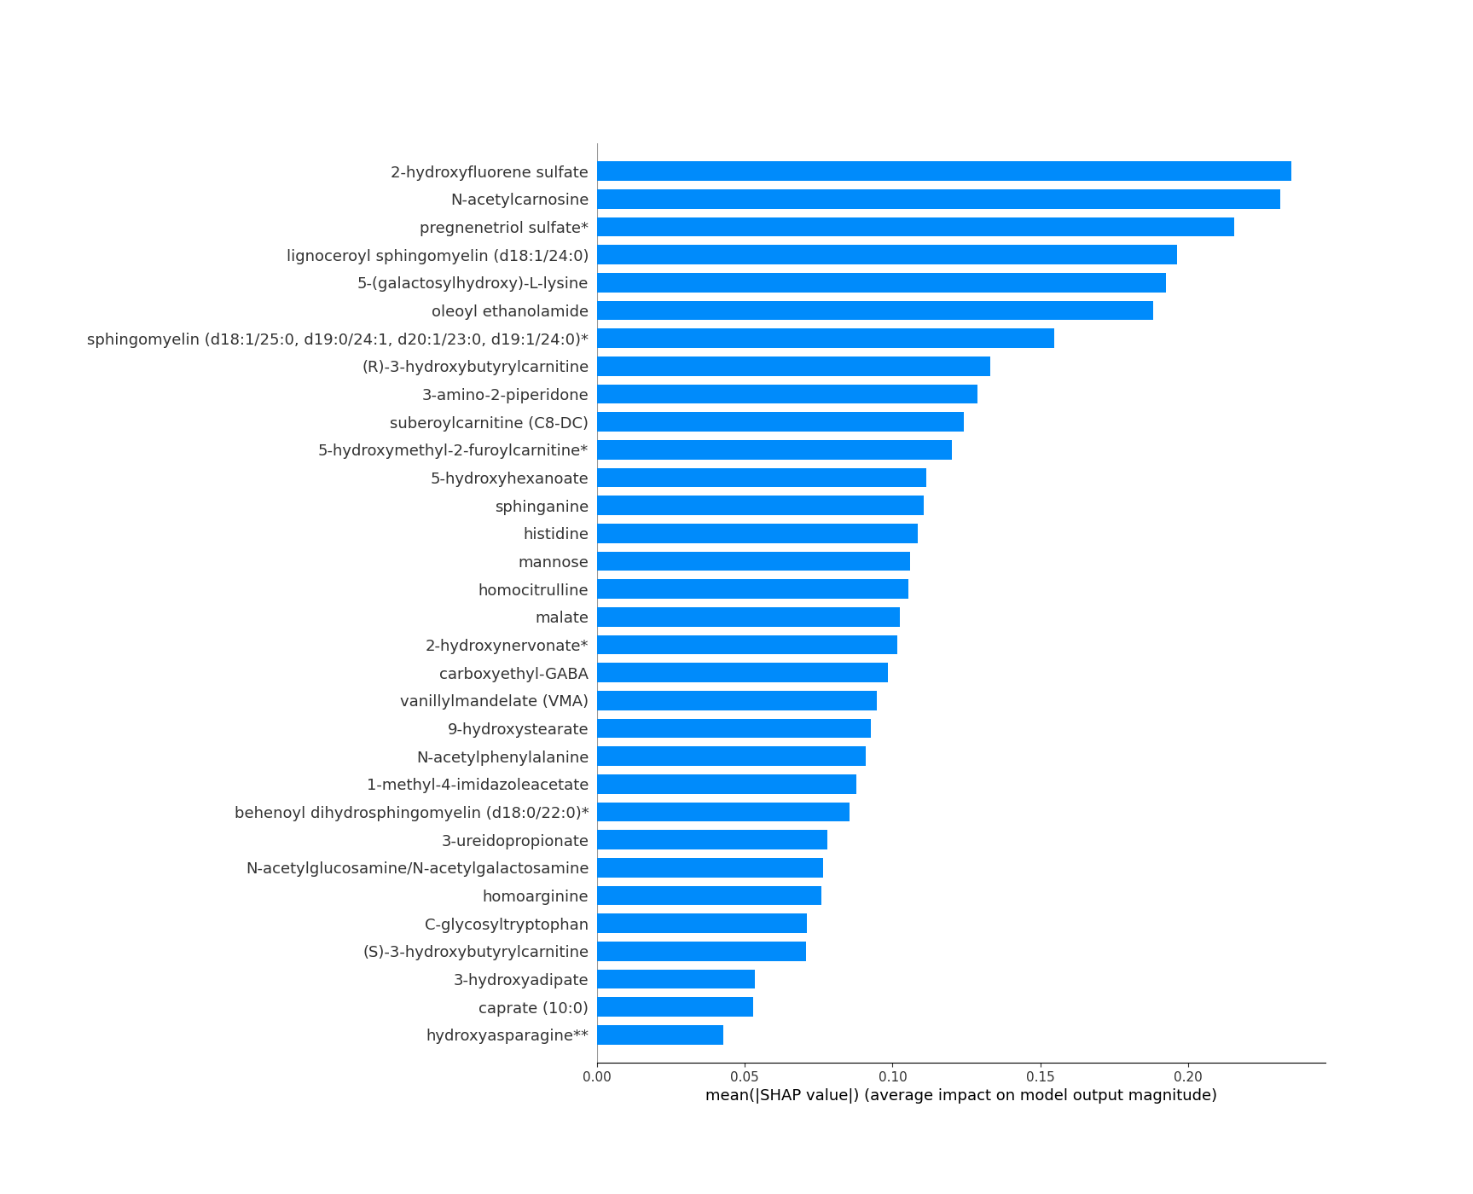 2-hydroxyfluorene sulfate
N-acetylcarnosine
pregnenetriol sulfate*
lignoceroyl sphingomyelin (d18:1/24:0)
5-(galactosylhydroxy)-L-lysine
oleoyl ethanolamide
sphingomyelin (d18:1/25:0, d19:0/24:1, d20:1/23:0, d19:1/24:0)*
(R)-3-hydroxybutyrylcarnitine
3-amino-2-piperidone
suberoylcarnitine (C8-DC)
5-hydroxymethyl-2-furoylcarnitine*
5-hydroxyhexanoate
sphinganine
histidine
mannose
homocitrulline
malate
2-hydroxynervonate*
carboxyethyl-GABA
vanillylmandelate (VMA)
9-hydroxystearate
N-acetylphenylalanine
1-methyl-4-imidazoleacetate
behenoyl dihydrosphingomyelin (d18:0/22:0)*
3-ureidopropionate
N-acetylglucosamine/N-acetylgalactosamine
homoarginine
C-glycosyltryptophan
(S)-3-hydroxybutyrylcarnitine
3-hydroxyadipate
caprate (10:0)
hydroxyasparagine**
0.00 0.05 0.10 0.15 0.20
mean(|SHAP value|) (average impact on model output magnitude)